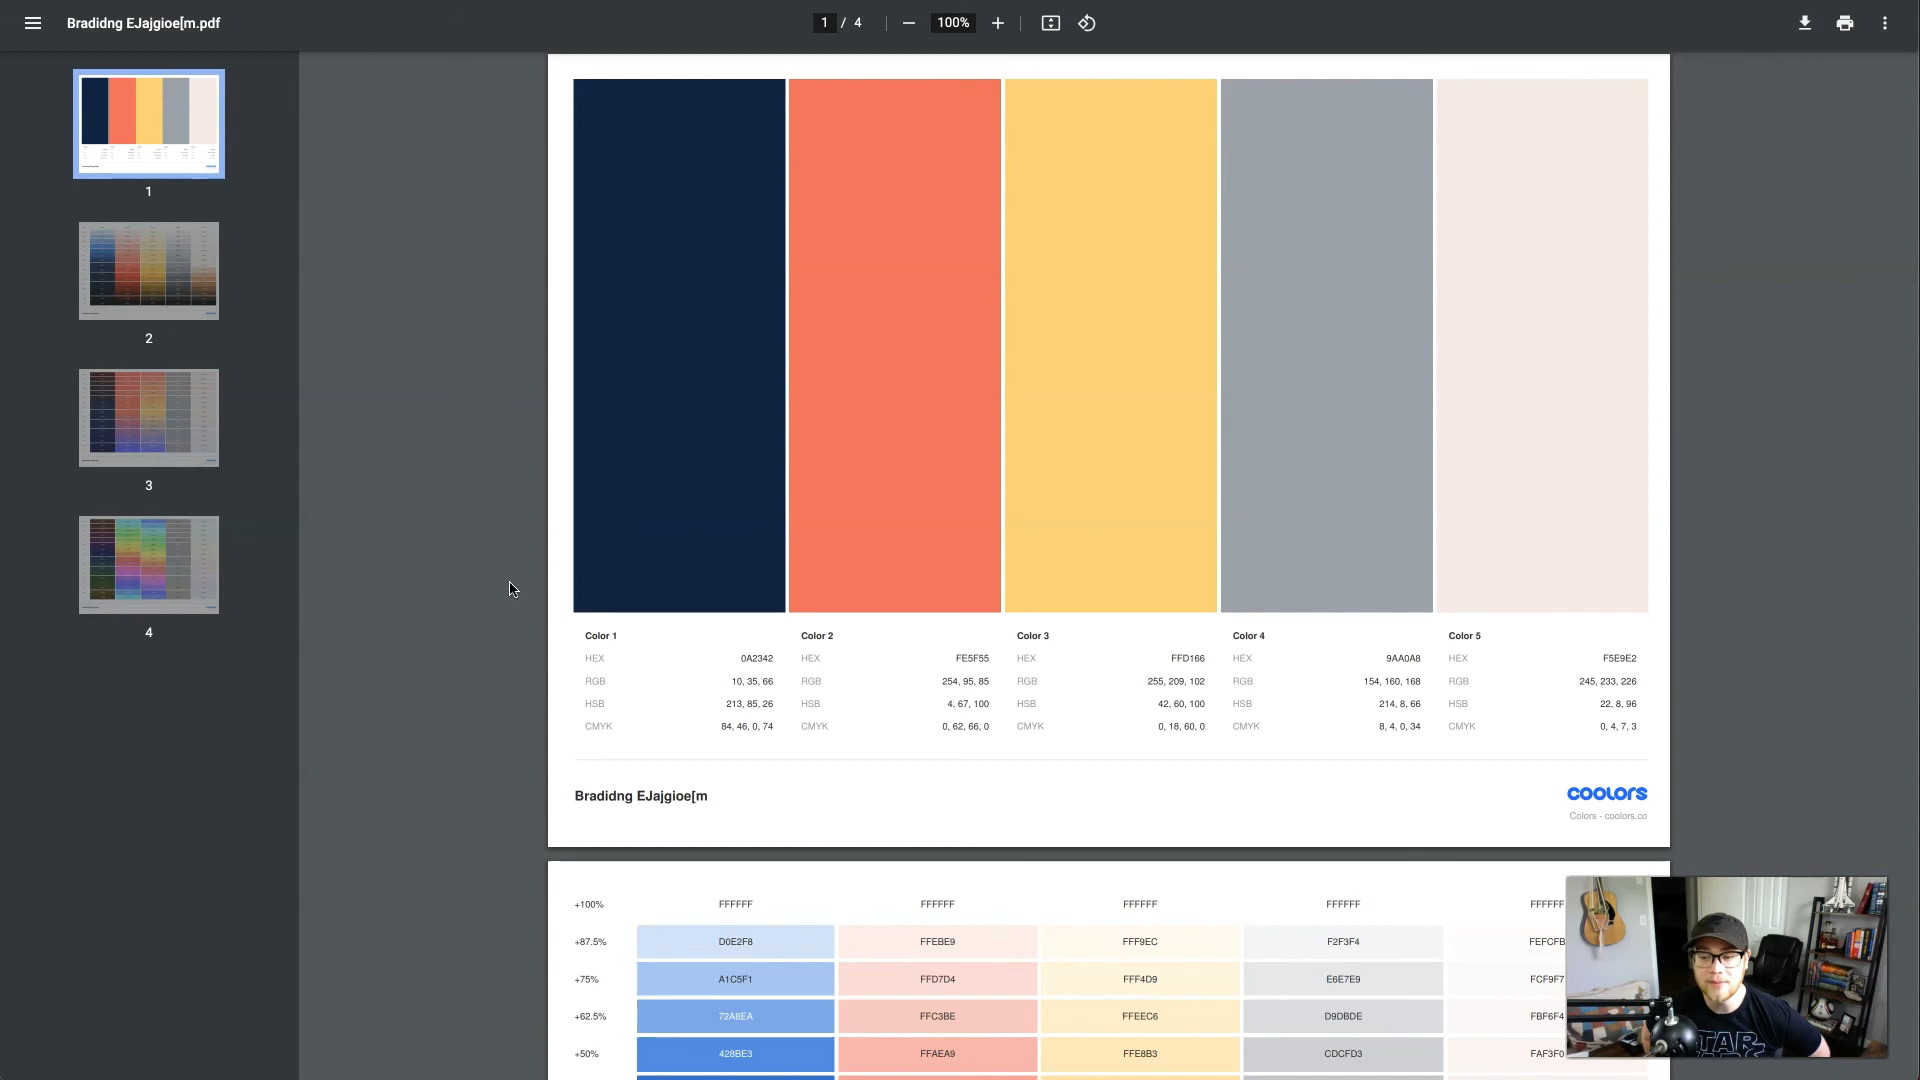 Bradidng EJajgioe[m.pdf
1 / 4
100%
1
2
3
4
Color 1 Color 2 Color 3 Color 4 Color 5
HEX 0A2342 HEX FE5F55 HEX FFD166 HEX 9AA0A8 HEX F5E9E2
RGB 10, 35, 66 RGB 254, 95, 85 RGB 255, 209, 102 RGB 154, 160, 168 RGB 245, 233, 226
HSB 213, 85, 26 HSB 4, 67, 100 HSB 42, 60, 100 HSB 214, 8, 66 HSB 22, 8, 96
CMYK 84, 46, 0, 74 CMYK 0, 62, 66, 0 CMYK 0, 18, 60, 0 CMYK 8, 4, 0, 34 CMYK 0, 4, 7, 3
Bradidng EJajgioe[m
coolors
Colors - coolors.co
+100% FFFFFF FFFFFF FFFFFF FFFFFF FFFFFF
+87.5% D0E2F8 FFEBE9 FFF9EC F2F3F4 FEFCFB
+75% A1C5F1 FFD7D4 FFF4D9 E6E7E9 FCF9F7
+62.5% 72A8EA FFC3BE FFEEC6 D9DBDE FBF6F4
+50% 428BE3 FFAEA9 FFE8B3 CDCFD3 FAF3F0
STAR